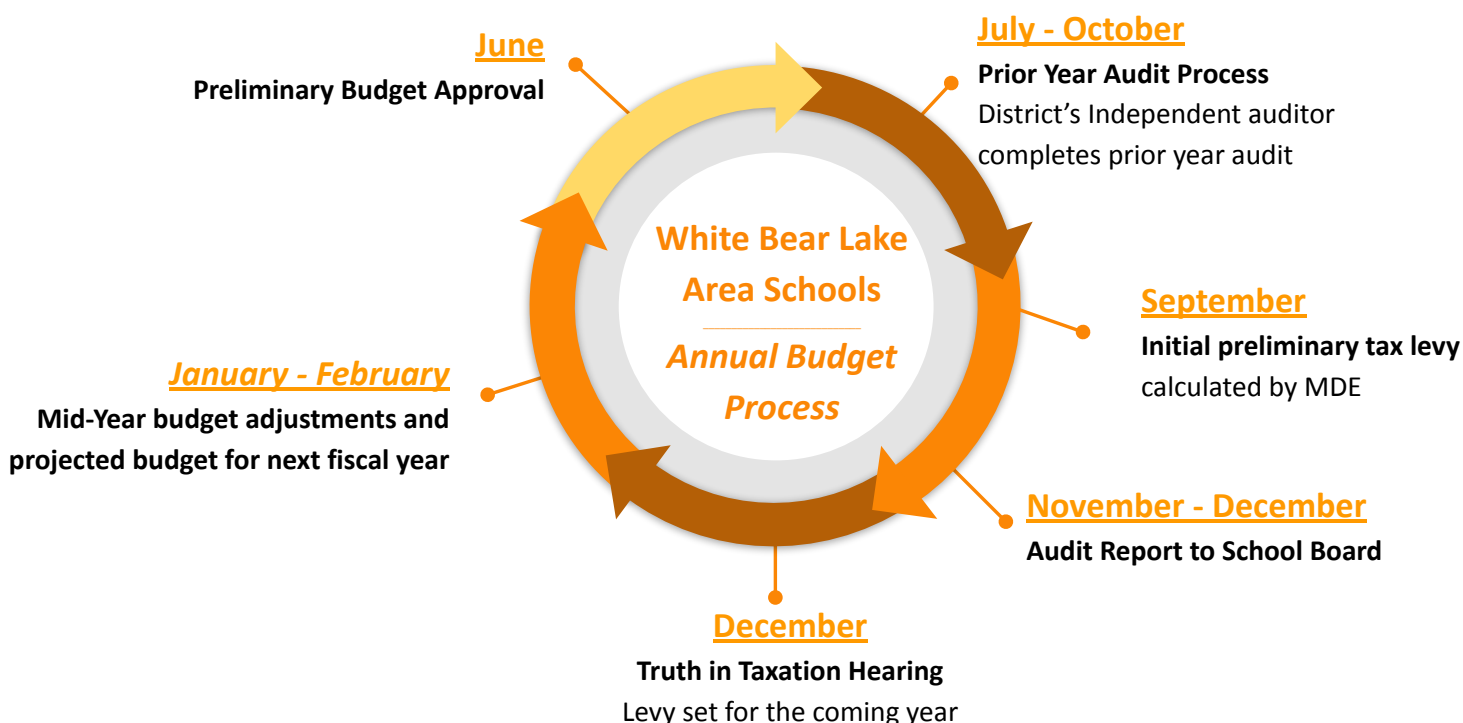 June
Preliminary Budget Approval
July - October
Prior Year Audit Process
District's Independent auditor
completes prior year audit
White Bear Lake
Area Schools
Annual Budget
Process
September
Initial preliminary tax levy
calculated by MDE
January - February
Mid-Year budget adjustments and
projected budget for next fiscal year
November - December
Audit Report to School Board
December
Truth in Taxation Hearing
Levy set for the coming year